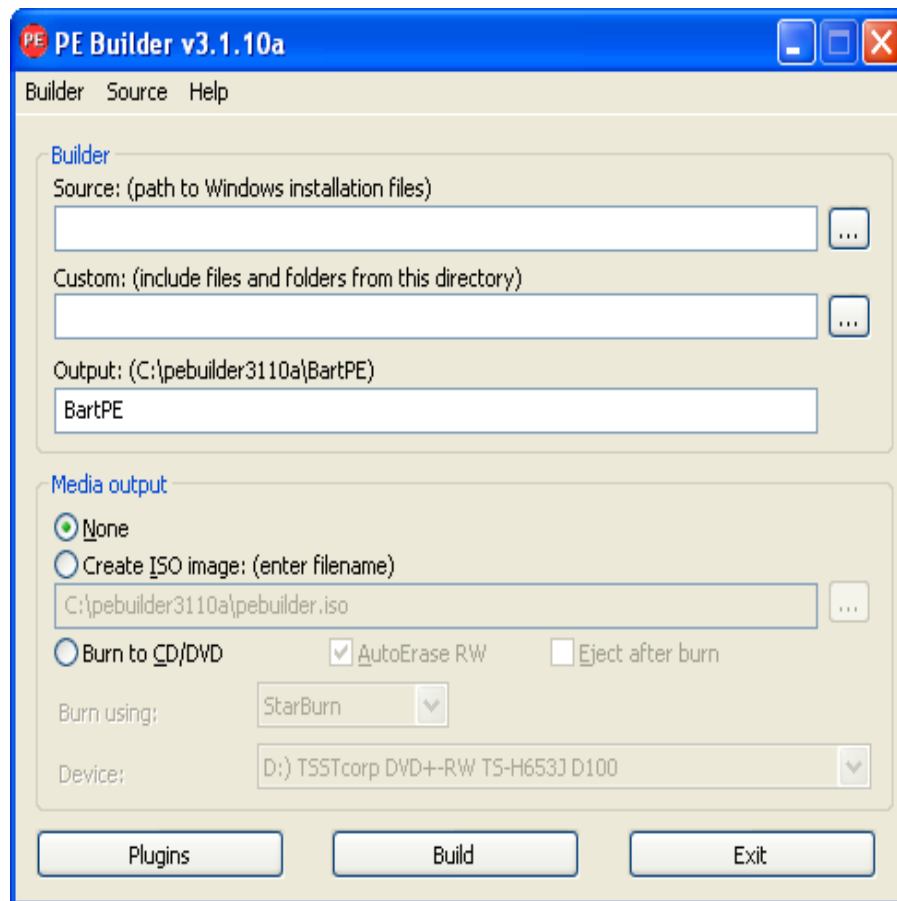 PE PE Builder v3.1.10a
Builder Source Help
Builder
Source: (path to Windows installation files)
...
Custom: (include files and folders from this directory)
...
Output: (C:\pebuilder3110a\BartPE)
BartPE
Media output
None
Create ISO image: (enter filename)
C:\pebuilder3110a\pebuilder.iso
...
Burn to CD/DVD AutoErase RW Eject after burn
Burn using: StarBurn
Device: D:) TSSTcorp DVD+-RW TS-H653J D100
Plugins Build Exit